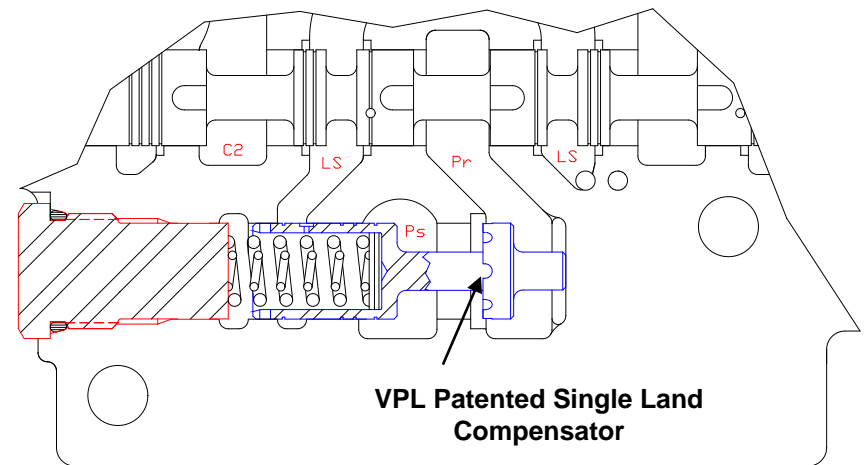 C2
LS
Pr
LS
Ps
VPL Patented Single Land
Compensator